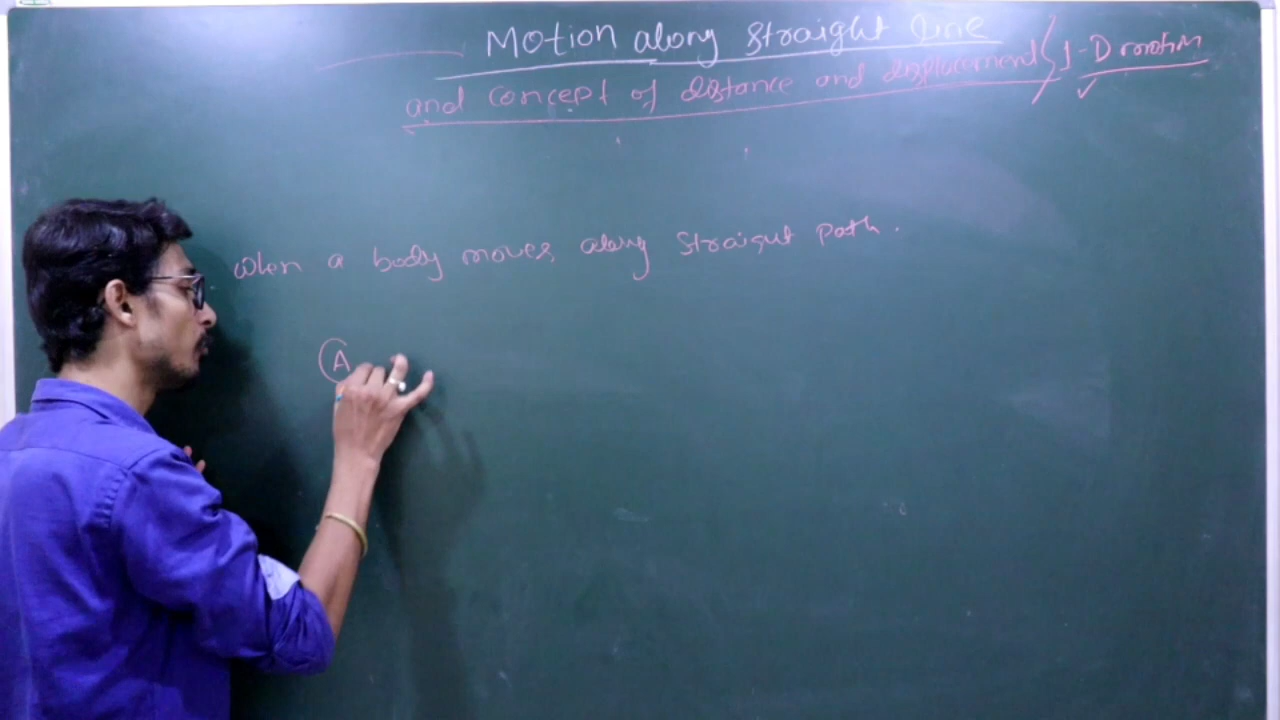 Motion along straight line
and concept of distance and displacement } 1-D motion
When a body moves along straight path.
A